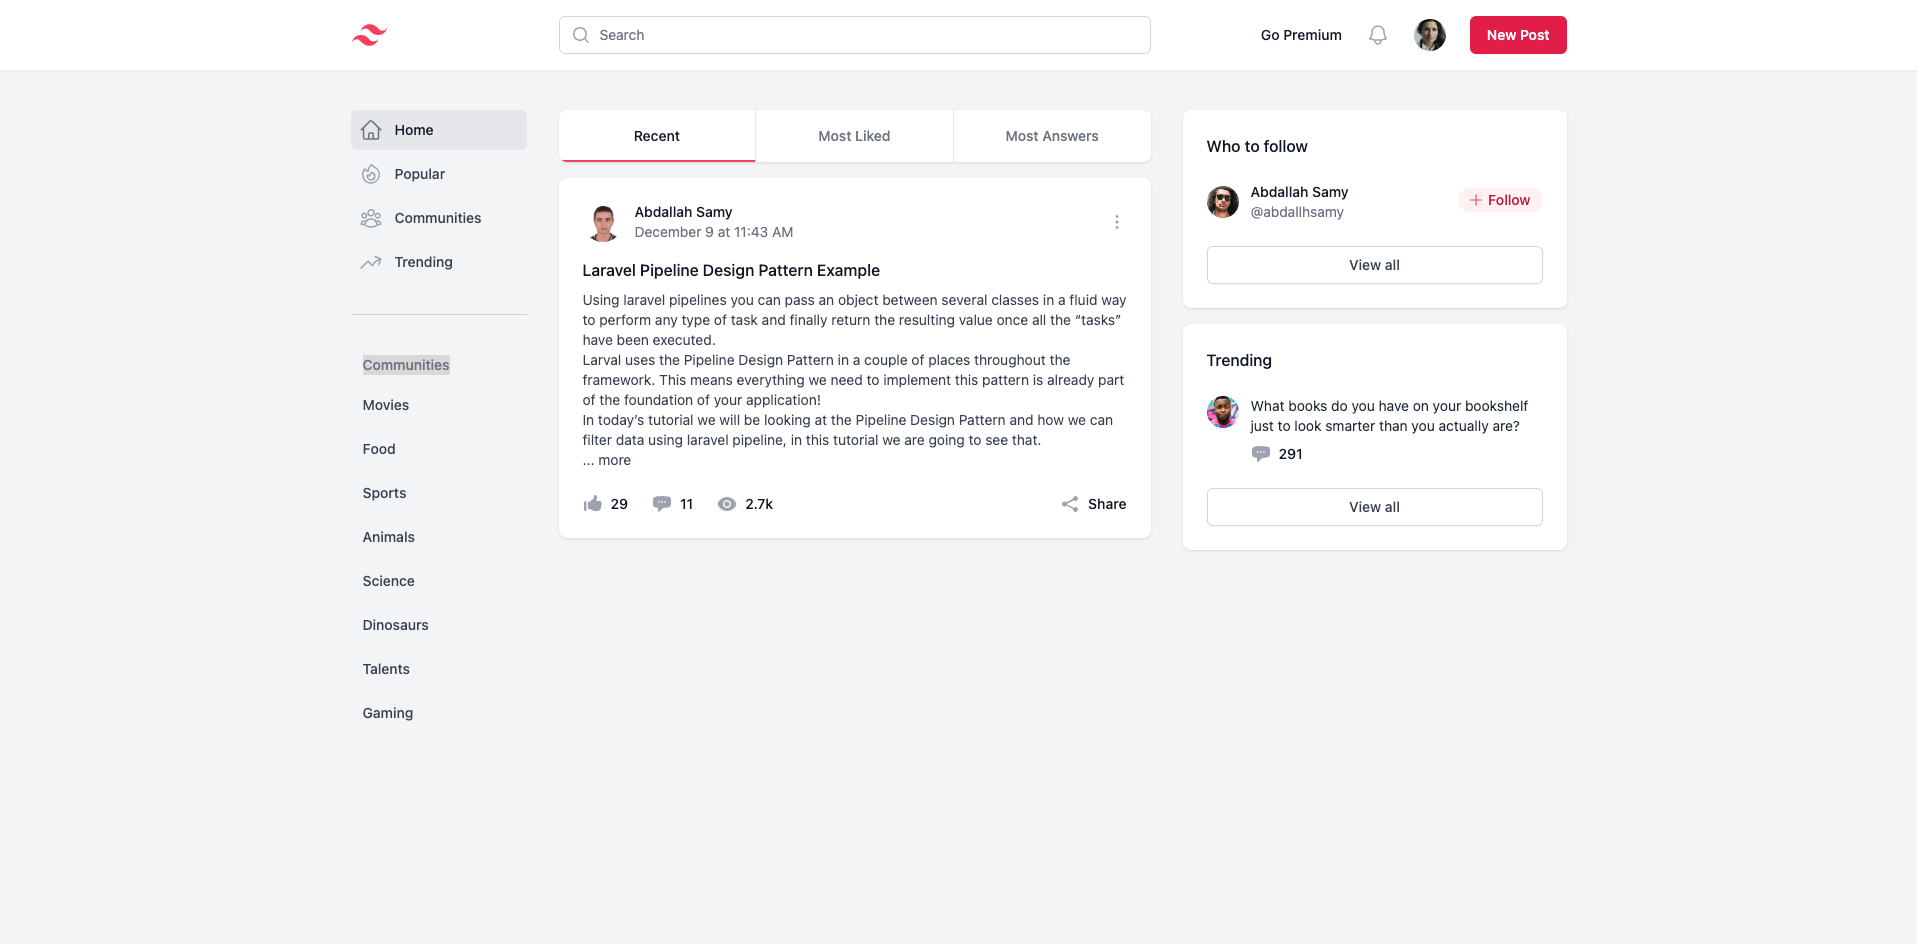 Search
Go Premium
New Post
Home
Popular
Communities
Trending
Communities
Movies
Food
Sports
Animals
Science
Dinosaurs
Talents
Gaming
Recent
Most Liked
Most Answers
Abdallah Samy
December 9 at 11:43 AM
Laravel Pipeline Design Pattern Example
Using laravel pipelines you can pass an object between several classes in a fluid way
to perform any type of task and finally return the resulting value once all the “tasks”
have been executed.
Larval uses the Pipeline Design Pattern in a couple of places throughout the
framework. This means everything we need to implement this pattern is already part
of the foundation of your application!
In today’s tutorial we will be looking at the Pipeline Design Pattern and how we can
filter data using laravel pipeline, in this tutorial we are going to see that.
... more
29
11
2.7k
Share
Who to follow
Abdallah Samy
@abdallhsamy
Follow
View all
Trending
What books do you have on your bookshelf
just to look smarter than you actually are?
291
View all